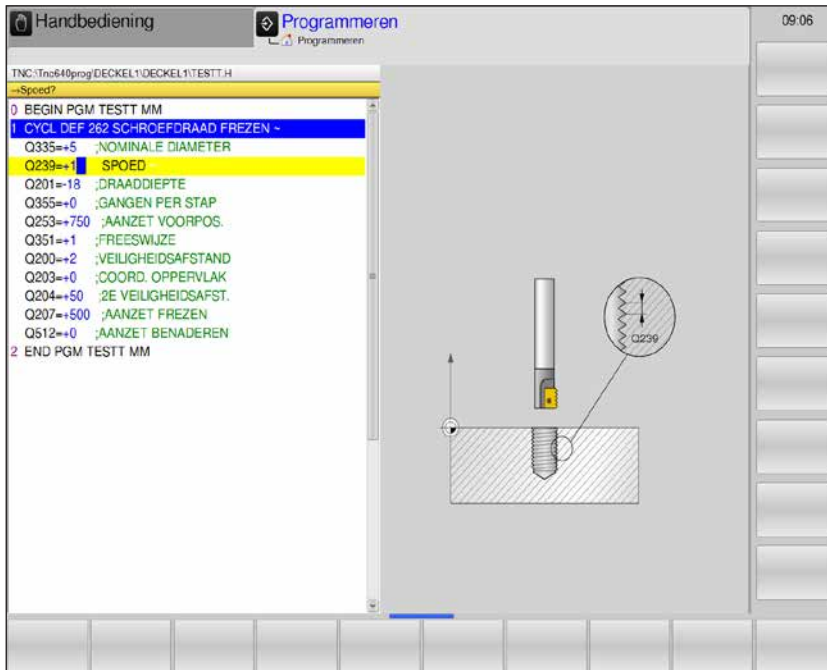 Handbediening
Programmeren
Programmeren
09:06
TNC:\Tnc640prog\DECKEL1\DECKEL1\TESTT.H
→Spoed?
0 BEGIN PGM TESTT MM
1 CYCL DEF 262 SCHROEFDRAAD FREZEN ~
Q335=+5 ;NOMINALE DIAMETER
Q239=+1 SPOED
Q201=-18 ;DRAADDIEPTE
Q355=+0 ;GANGEN PER STAP
Q253=+750 ;AANZET VOORPOS.
Q351=+1 ;FREESWIJZE
Q200=+2 ;VEILIGHEIDSAFSTAND
Q203=+0 ;COORD. OPPERVLAK
Q204=+50 ;2E VEILIGHEIDSAFST.
Q207=+500 ;AANZET FREZEN
Q512=+0 ;AANZET BENADEREN
2 END PGM TESTT MM
Q239